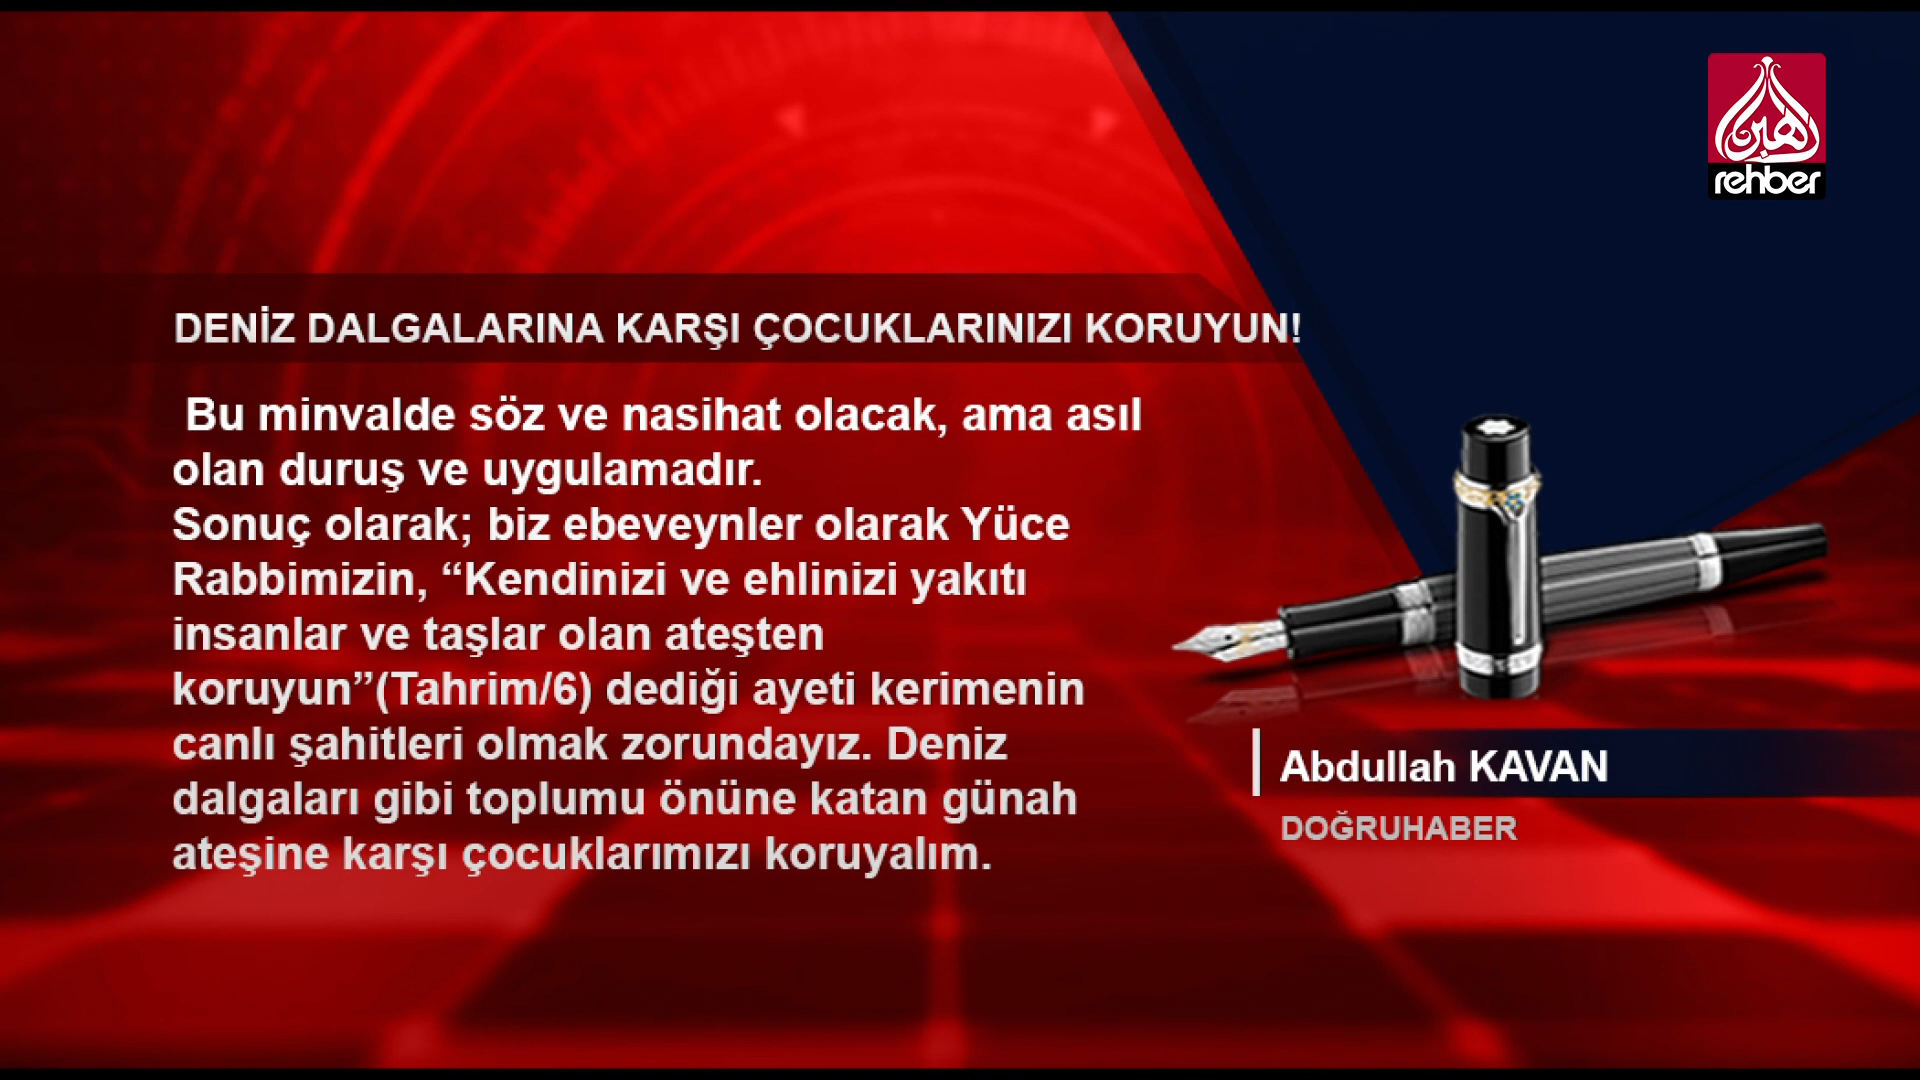 رهبر
rehber
DENİZ DALGALARINA KARŞI ÇOCUKLARINIZI KORUYUN!
Bu minvalde söz ve nasihat olacak, ama asıl
olan duruş ve uygulamadır.
Sonuç olarak; biz ebeveynler olarak Yüce
Rabbimizin, “Kendinizi ve ehlinizi yakıtı
insanlar ve taşlar olan ateşten
koruyun”(Tahrim/6) dediği ayeti kerimenin
canlı şahitleri olmak zorundayız. Deniz
dalgaları gibi toplumu önüne katan günah
ateşine karşı çocuklarımızı koruyalım.
Abdullah KAVAN
DOĞRUHABER